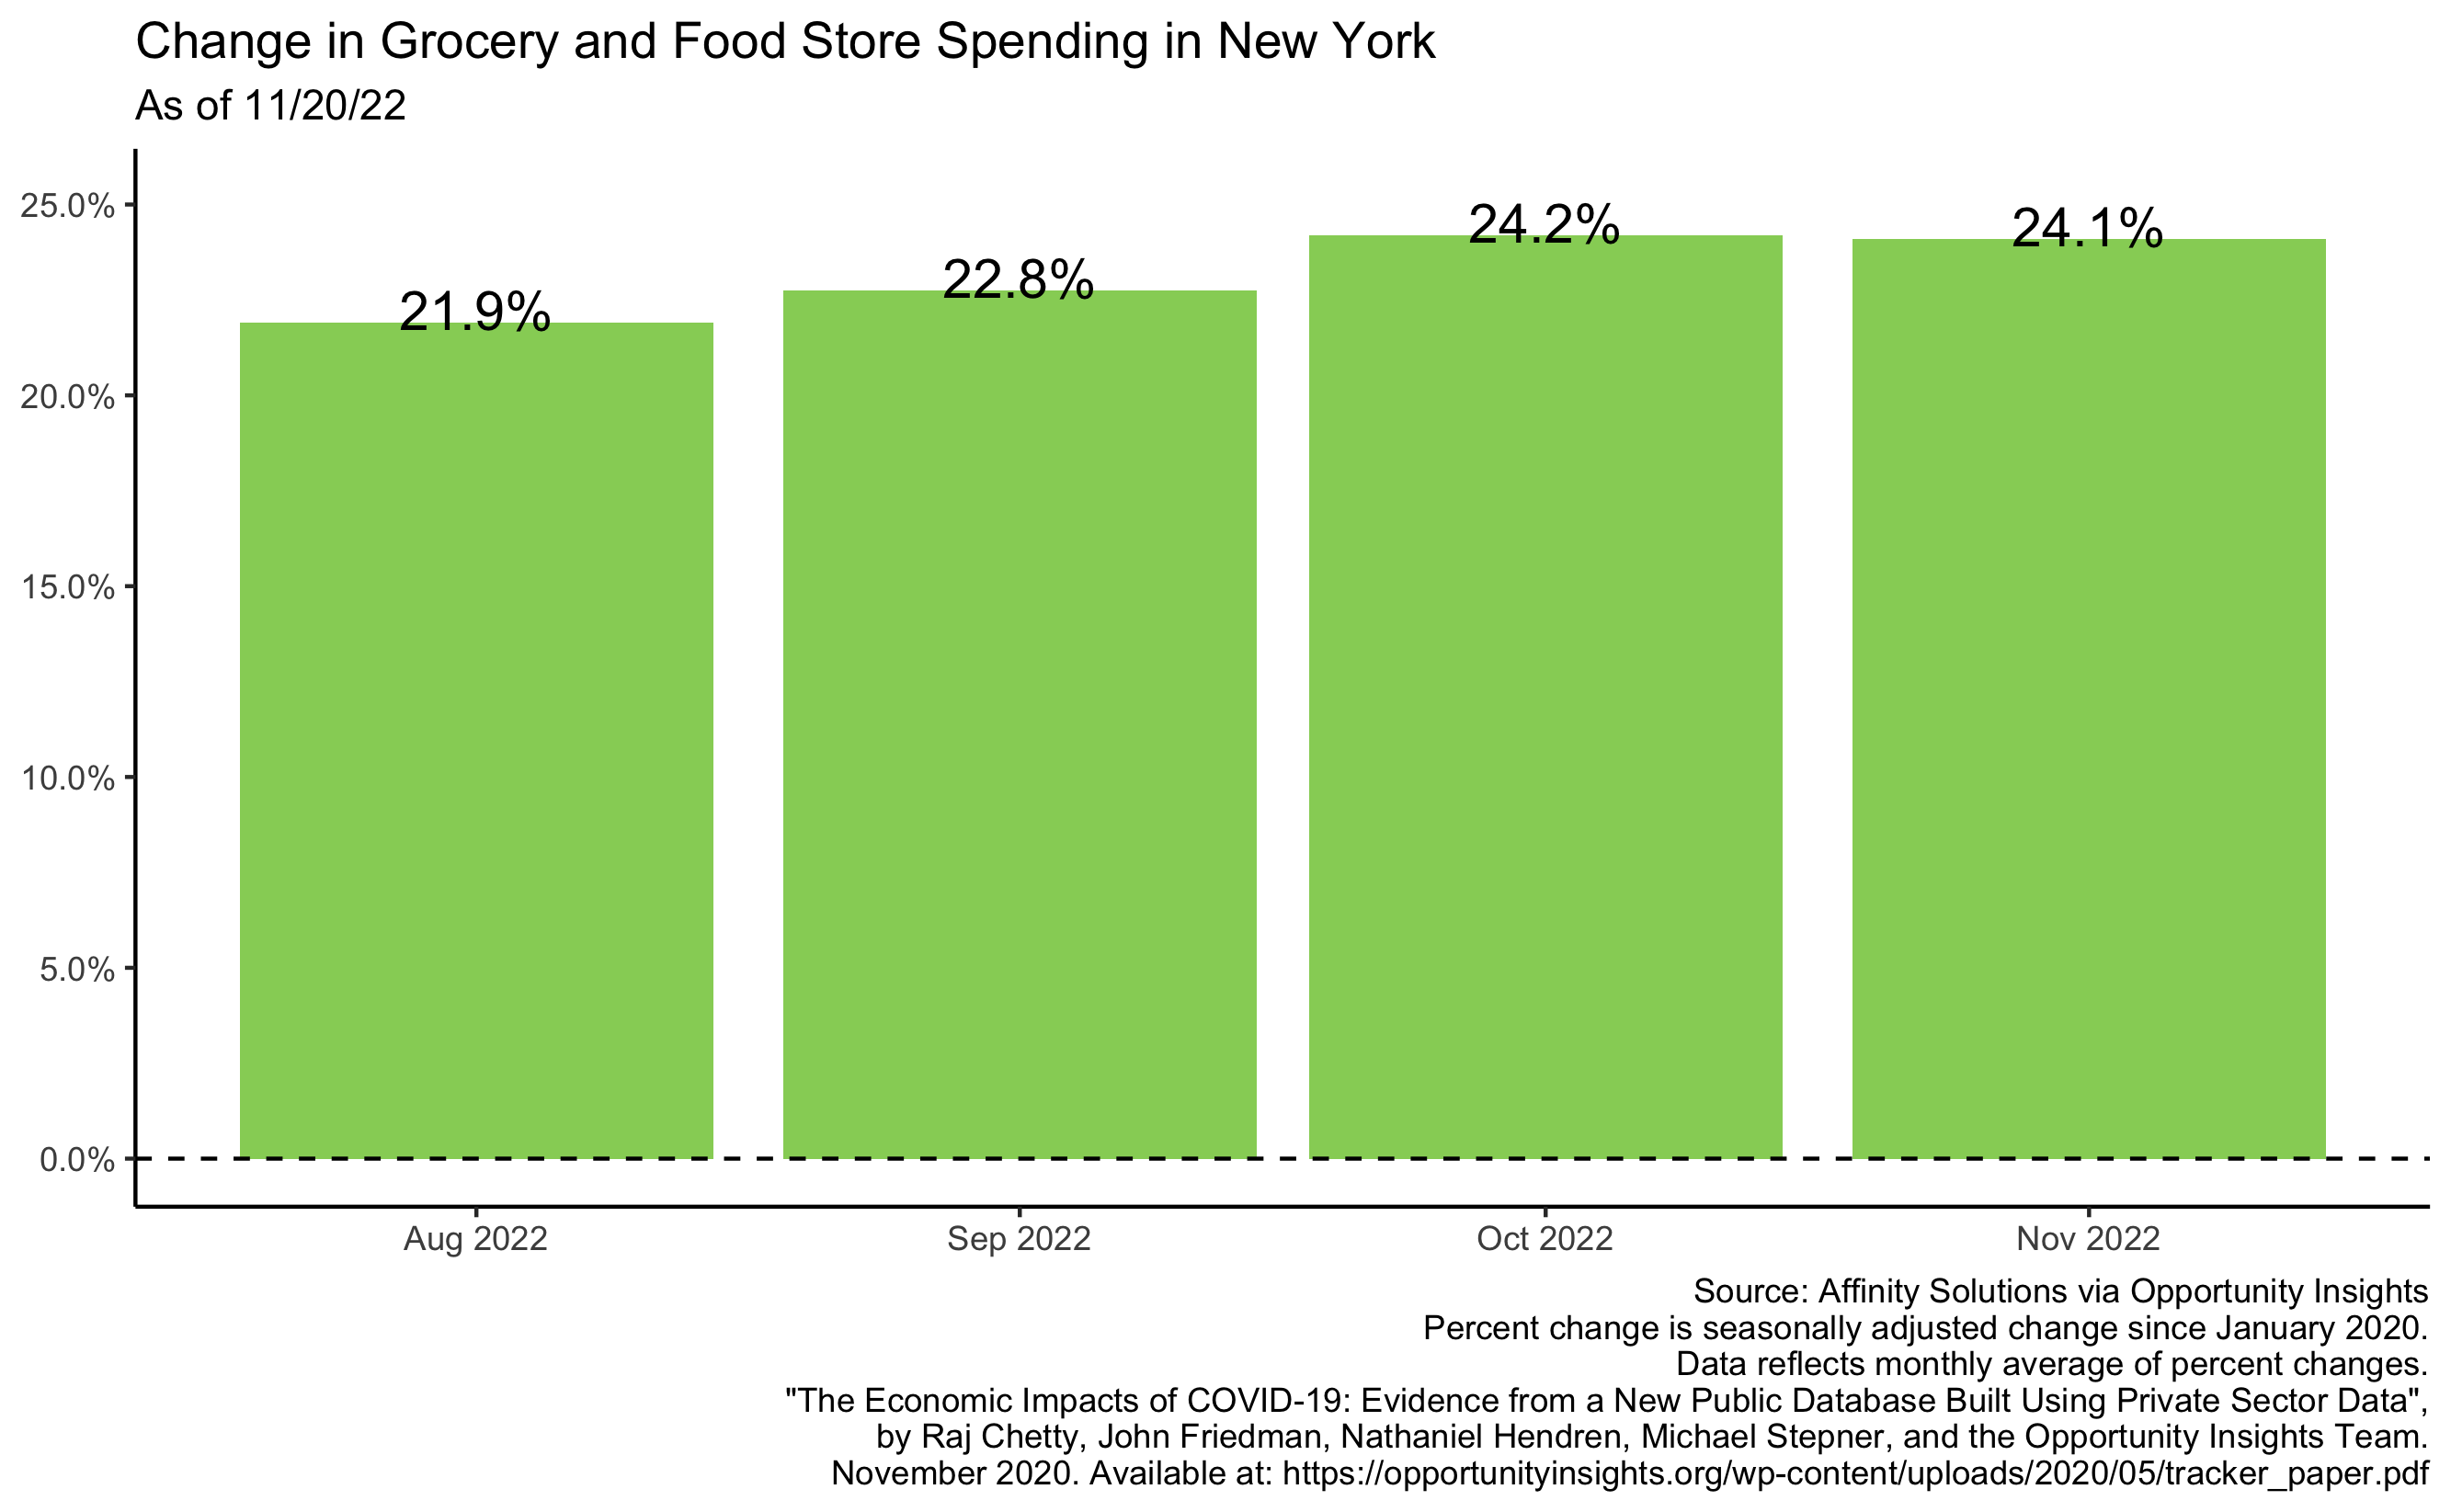 Change in Grocery and Food Store Spending in New York
As of 11/20/22
25.0%
20.0%
15.0%
10.0%
5.0%
0.0%
21.9%
22.8%
24.2%
24.1%
Aug 2022
Sep 2022
Oct 2022
Nov 2022
Source: Affinity Solutions via Opportunity Insights
Percent change is seasonally adjusted change since January 2020.
Data reflects monthly average of percent changes.
"The Economic Impacts of COVID-19: Evidence from a New Public Database Built Using Private Sector Data",
by Raj Chetty, John Friedman, Nathaniel Hendren, Michael Stepner, and the Opportunity Insights Team.
November 2020. Available at: https://opportunityinsights.org/wp-content/uploads/2020/05/tracker_paper.pdf